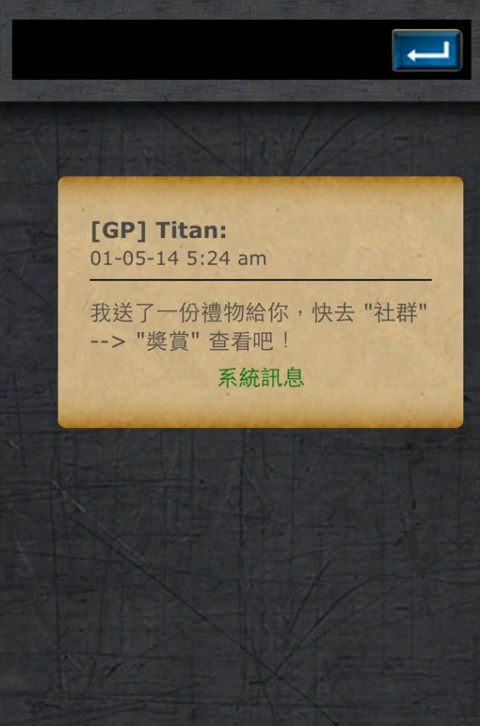 [GP] Titan:
01-05-14 5:24 am
我送了一份禮物給你，快去 "社群"
--> "獎賞" 查看吧！
系統訊息